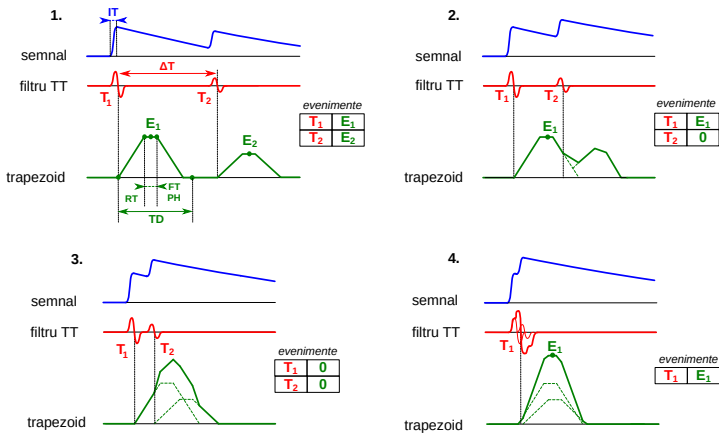 1.
IT
semnal
filtru TT
ΔT
T₁
T₂
evenimente
T₁ E₁
T₂ E₂
E₁
E₂
trapezoid
RT
FT
PH
TD
2.
semnal
filtru TT
T₁
T₂
evenimente
T₁ E₁
T₂ 0
E₁
trapezoid
3.
semnal
filtru TT
T₁
T₂
evenimente
T₁ 0
T₂ 0
trapezoid
4.
semnal
filtru TT
T₁
E₁
evenimente
T₁ E₁
trapezoid